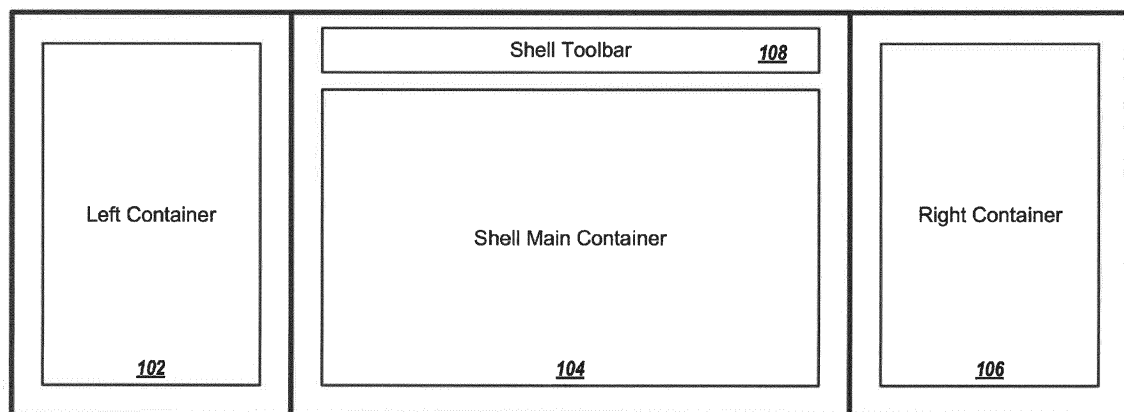 Shell Toolbar 108
Left Container
102
Shell Main Container
104
Right Container
106